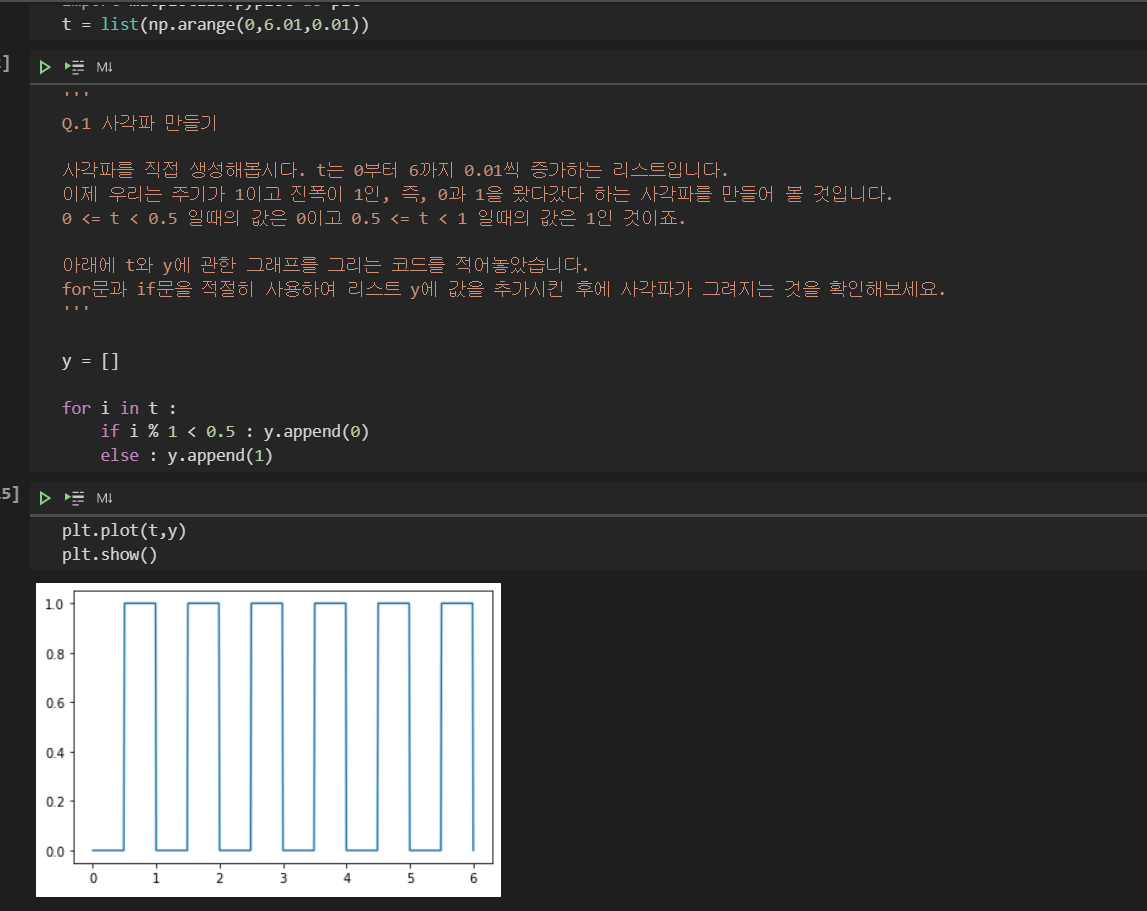 import matplotlib.pyplot as plt
t = list(np.arange(0,6.01,0.01))
]
M↓
'''
Q.1 사각파 만들기
사각파를 직접 생성해봅시다. t는 0부터 6까지 0.01씩 증가하는 리스트입니다.
이제 우리는 주기가 1이고 진폭이 1인, 즉, 0과 1을 왔다갔다 하는 사각파를 만들어 볼 것입니다.
0 <= t < 0.5 일때의 값은 0이고 0.5 <= t < 1 일때의 값은 1인 것이죠.
아래에 t와 y에 관한 그래프를 그리는 코드를 적어놓았습니다.
for문과 if문을 적절히 사용하여 리스트 y에 값을 추가시킨 후에 사각파가 그려지는 것을 확인해보세요.
'''
y = []
for i in t :
    if i % 1 < 0.5 : y.append(0)
    else : y.append(1)
5]
M↓
plt.plot(t,y)
plt.show()
1.0
0.8
0.6
0.4
0.2
0.0
0 1 2 3 4 5 6